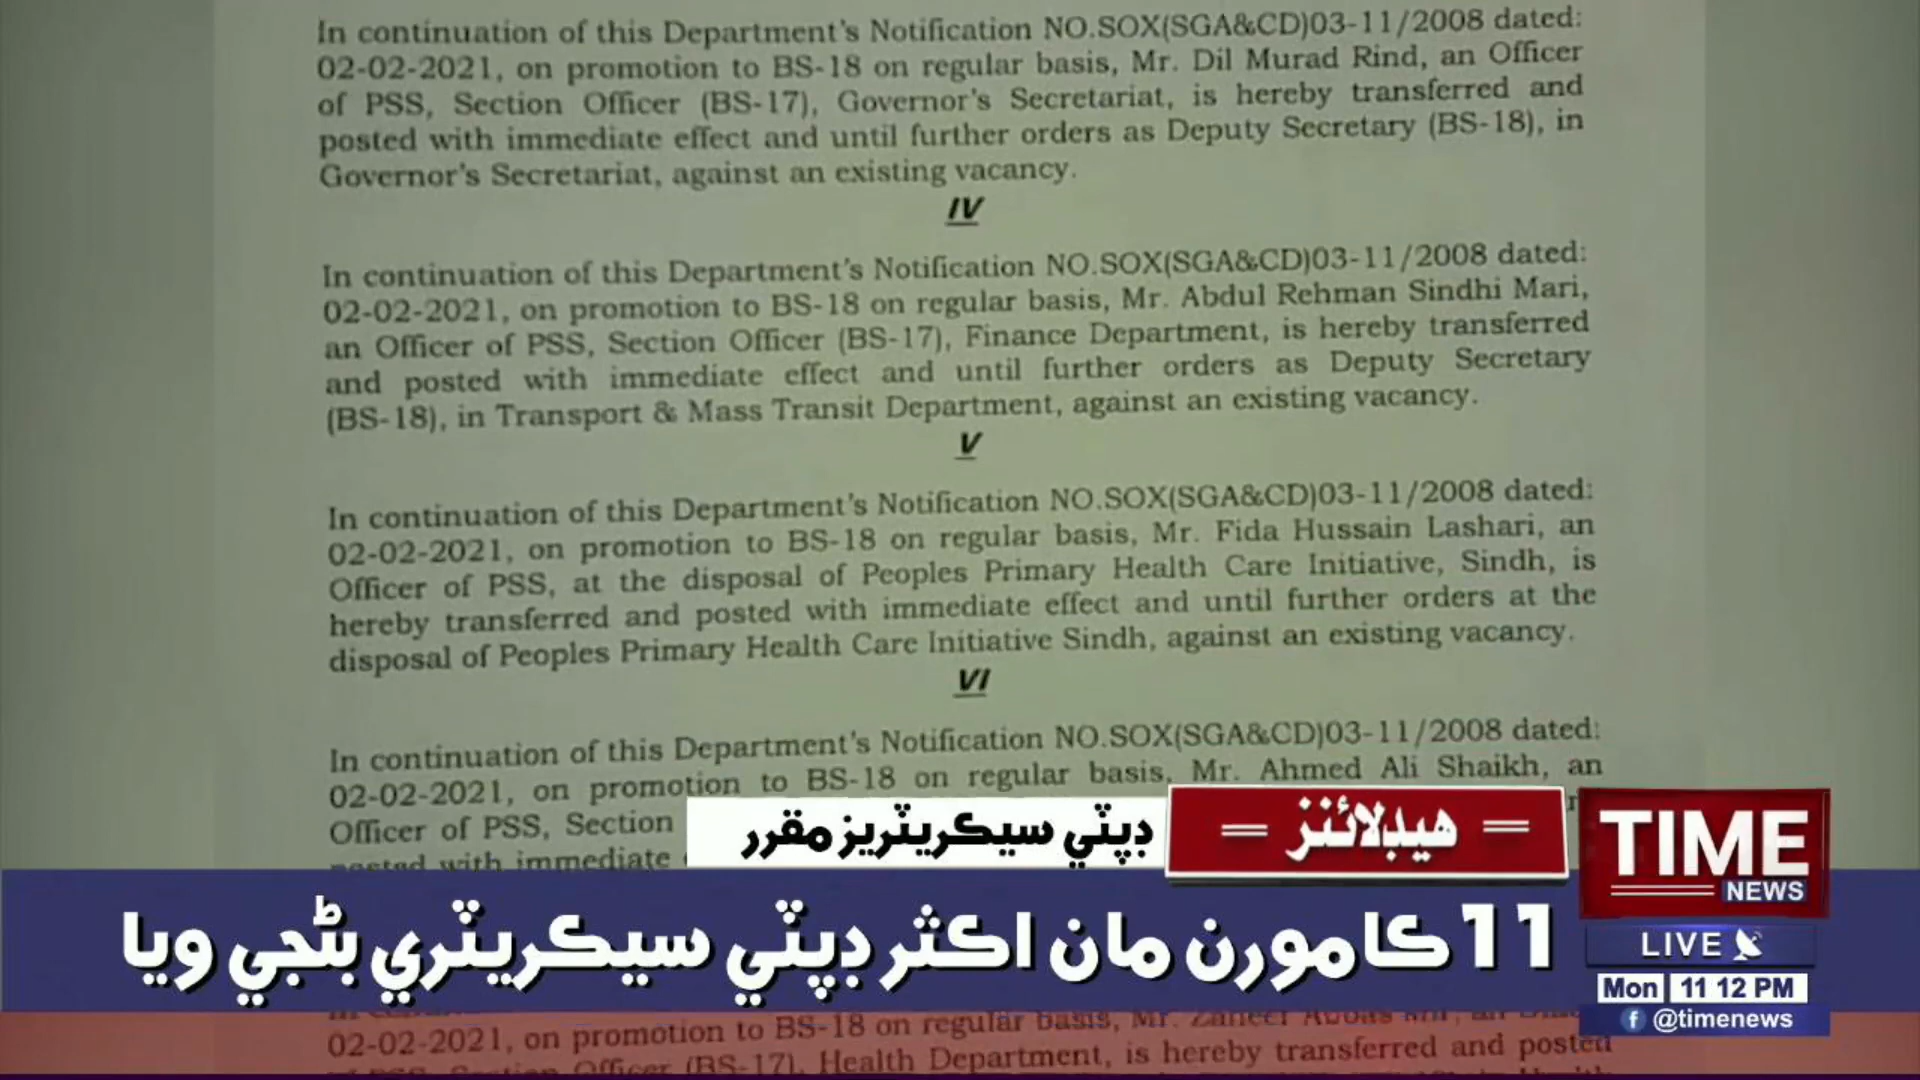 In continuation of this Department's Notification NO.SOX(SGA&CD)03-11/2008 dated:
02-02-2021, on promotion to BS-18 on regular basis, Mr. Dil Murad Rind, an Officer
of PSS, Section Officer (BS-17), Governor's Secretariat, is hereby transferred and
posted with immediate effect and until further orders as Deputy Secretary (BS-18), in
Governor's Secretariat, against an existing vacancy.
IV
In continuation of this Department's Notification NO.SOX(SGA&CD)03-11/2008 dated:
02-02-2021, on promotion to BS-18 on regular basis, Mr. Abdul Rehman Sindhi Mari,
an Officer of PSS, Section Officer (BS-17), Finance Department, is hereby transferred
and posted with immediate effect and until further orders as Deputy Secretary
(BS-18), in Transport & Mass Transit Department, against an existing vacancy.
V
In continuation of this Department's Notification NO.SOX(SGA&CD)03-11/2008 dated:
02-02-2021, on promotion to BS-18 on regular basis, Mr. Fida Hussain Lashari, an
Officer of PSS, at the disposal of Peoples Primary Health Care Initiative, Sindh, is
hereby transferred and posted with immediate effect and until further orders at the
disposal of Peoples Primary Health Care Initiative Sindh, against an existing vacancy.
VI
In continuation of this Department's Notification NO.SOX(SGA&CD)03-11/2008 dated:
02-02-2021, on promotion to BS-18 on regular basis, Mr. Ahmed Ali Shaikh, an
Officer of PSS, Section
posted with immediate
هيڊلائنز
ڊپٽي سيڪريٽريز مقرر
11 ڪامورن مان اڪثر ڊپٽي سيڪريٽري بڻجي ويا
TIME
NEWS
LIVE
Mon 11 12 PM
@timenews
02-02-2021, on promotion to BS-18 on regular basis, Mr. Zaheer Abbas
Section Officer (BS-17), Health Department, is hereby transferred and posted